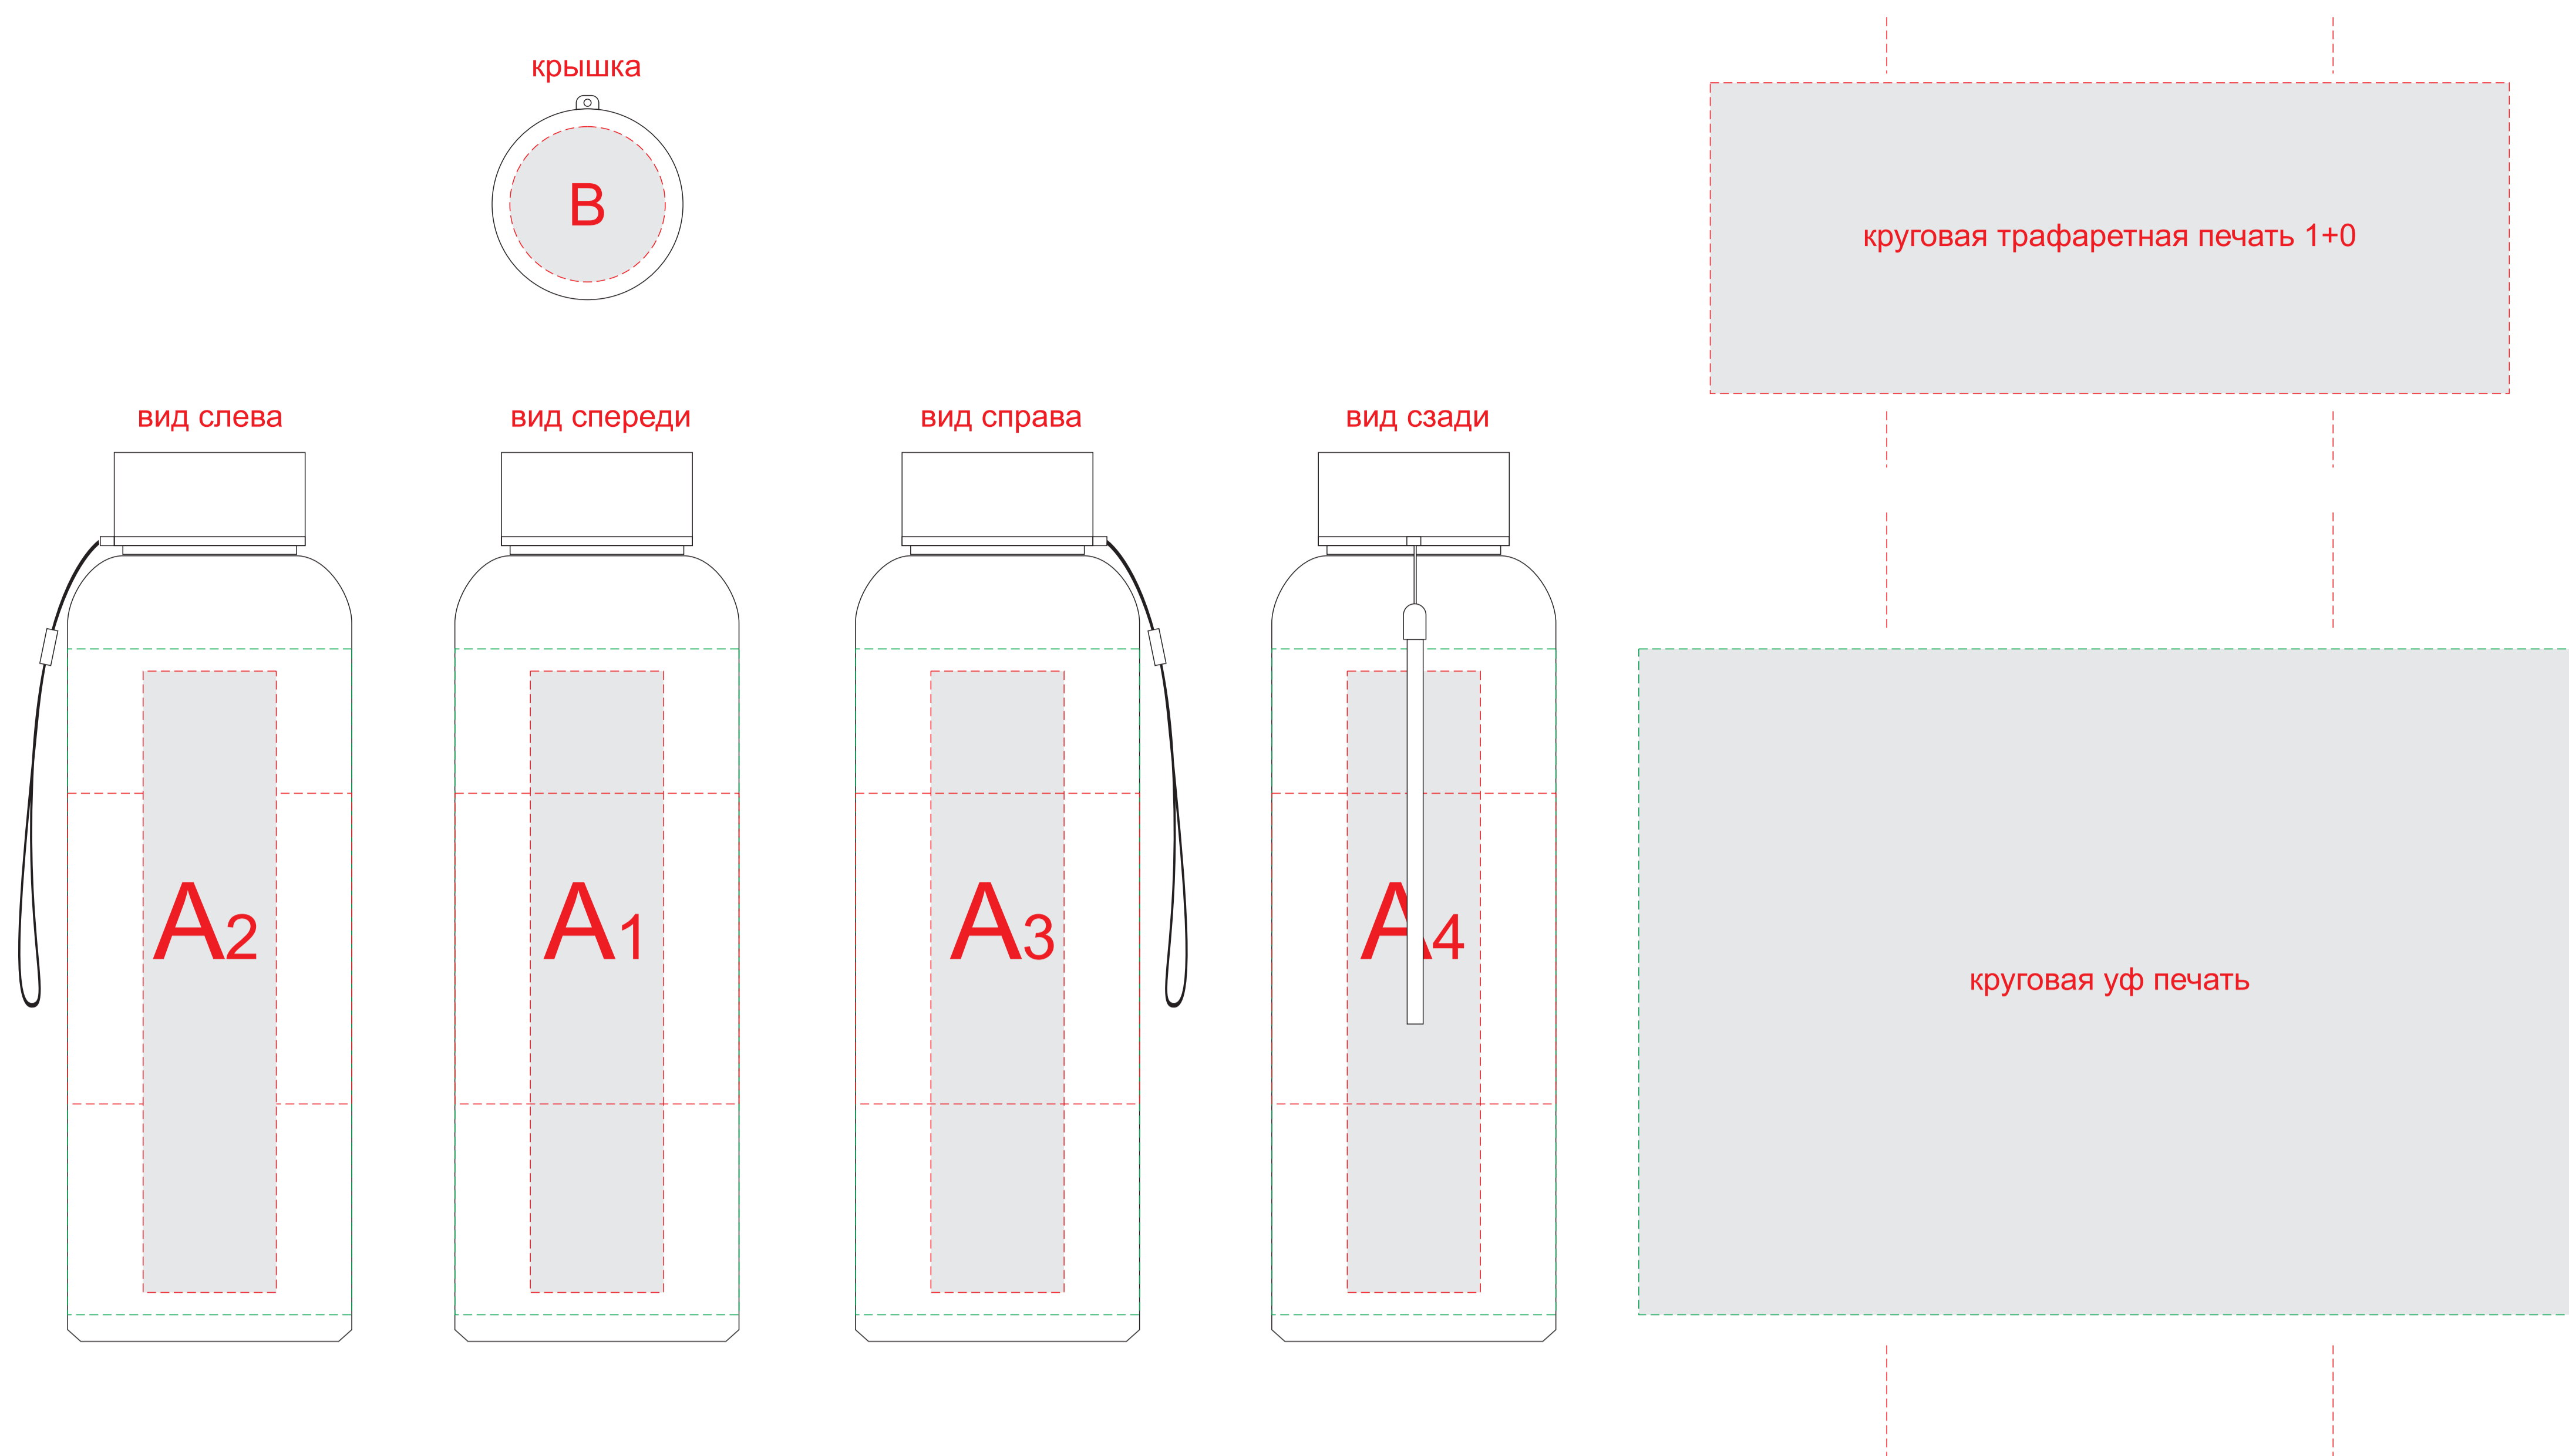 крышка
B
круговая трафаретная печать 1+0
вид слева
вид спереди
вид справа
вид сзади
A2
A1
A3
A4
круговая уф печать